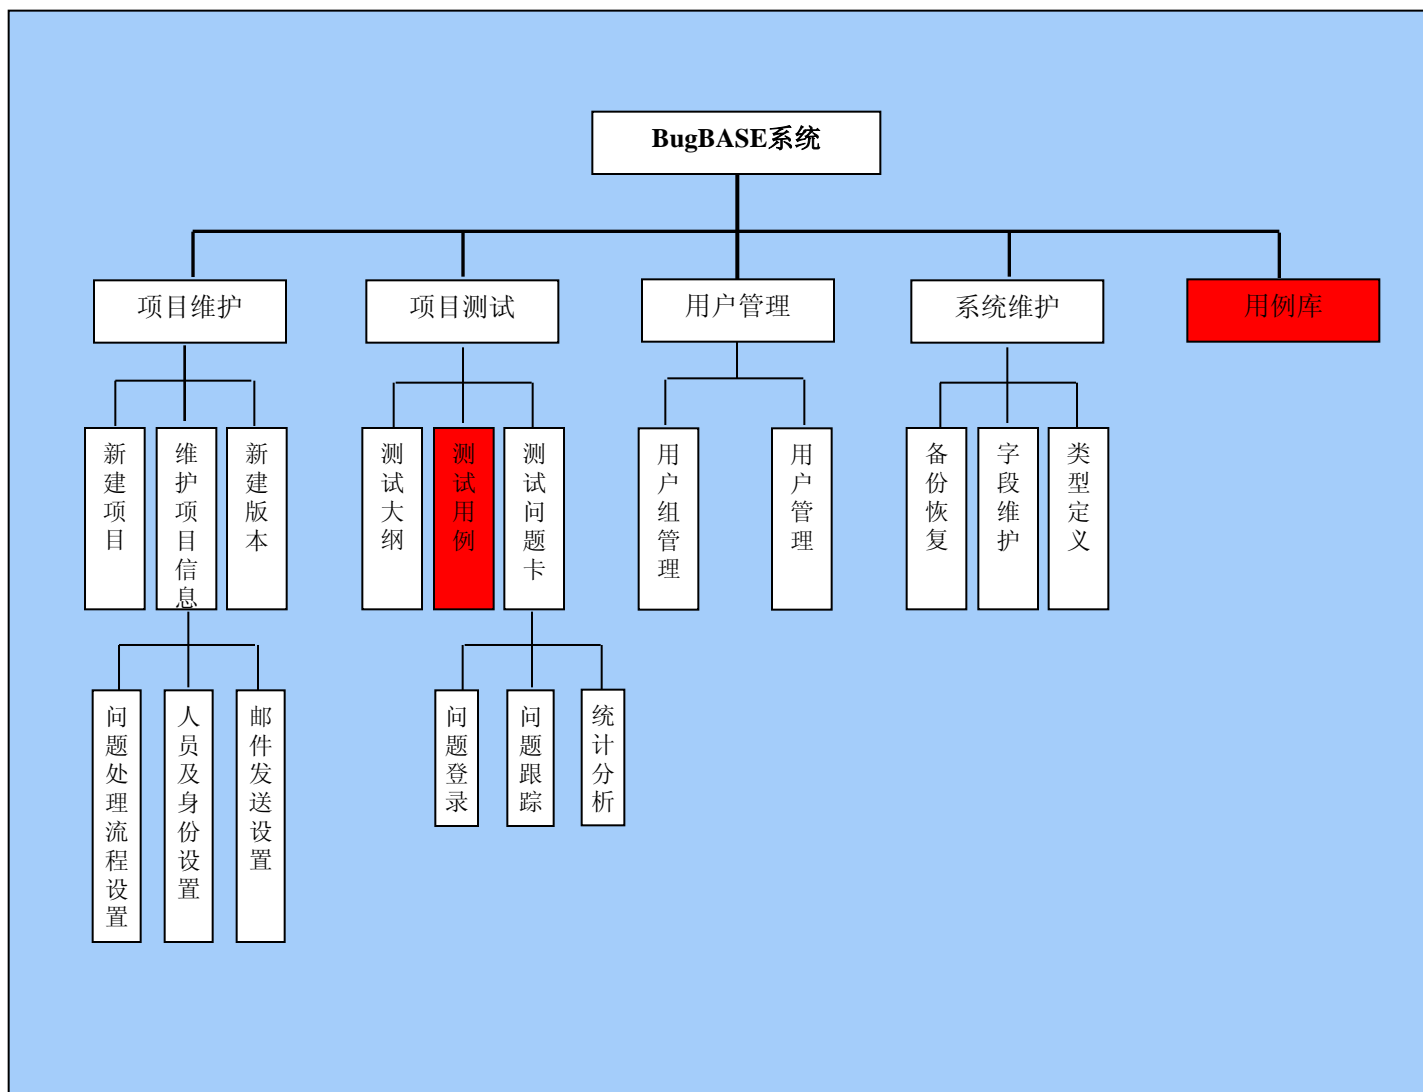 BugBASE系统
项目维护
项目测试
用户管理
系统维护
用例库
新建项目
维护项目信息
新建版本
测试大纲
测试用例
测试问题卡
用户组管理
用户管理
备份恢复
字段维护
类型定义
问题处理流程设置
人员及身份设置
邮件发送设置
问题登录
问题跟踪
统计分析